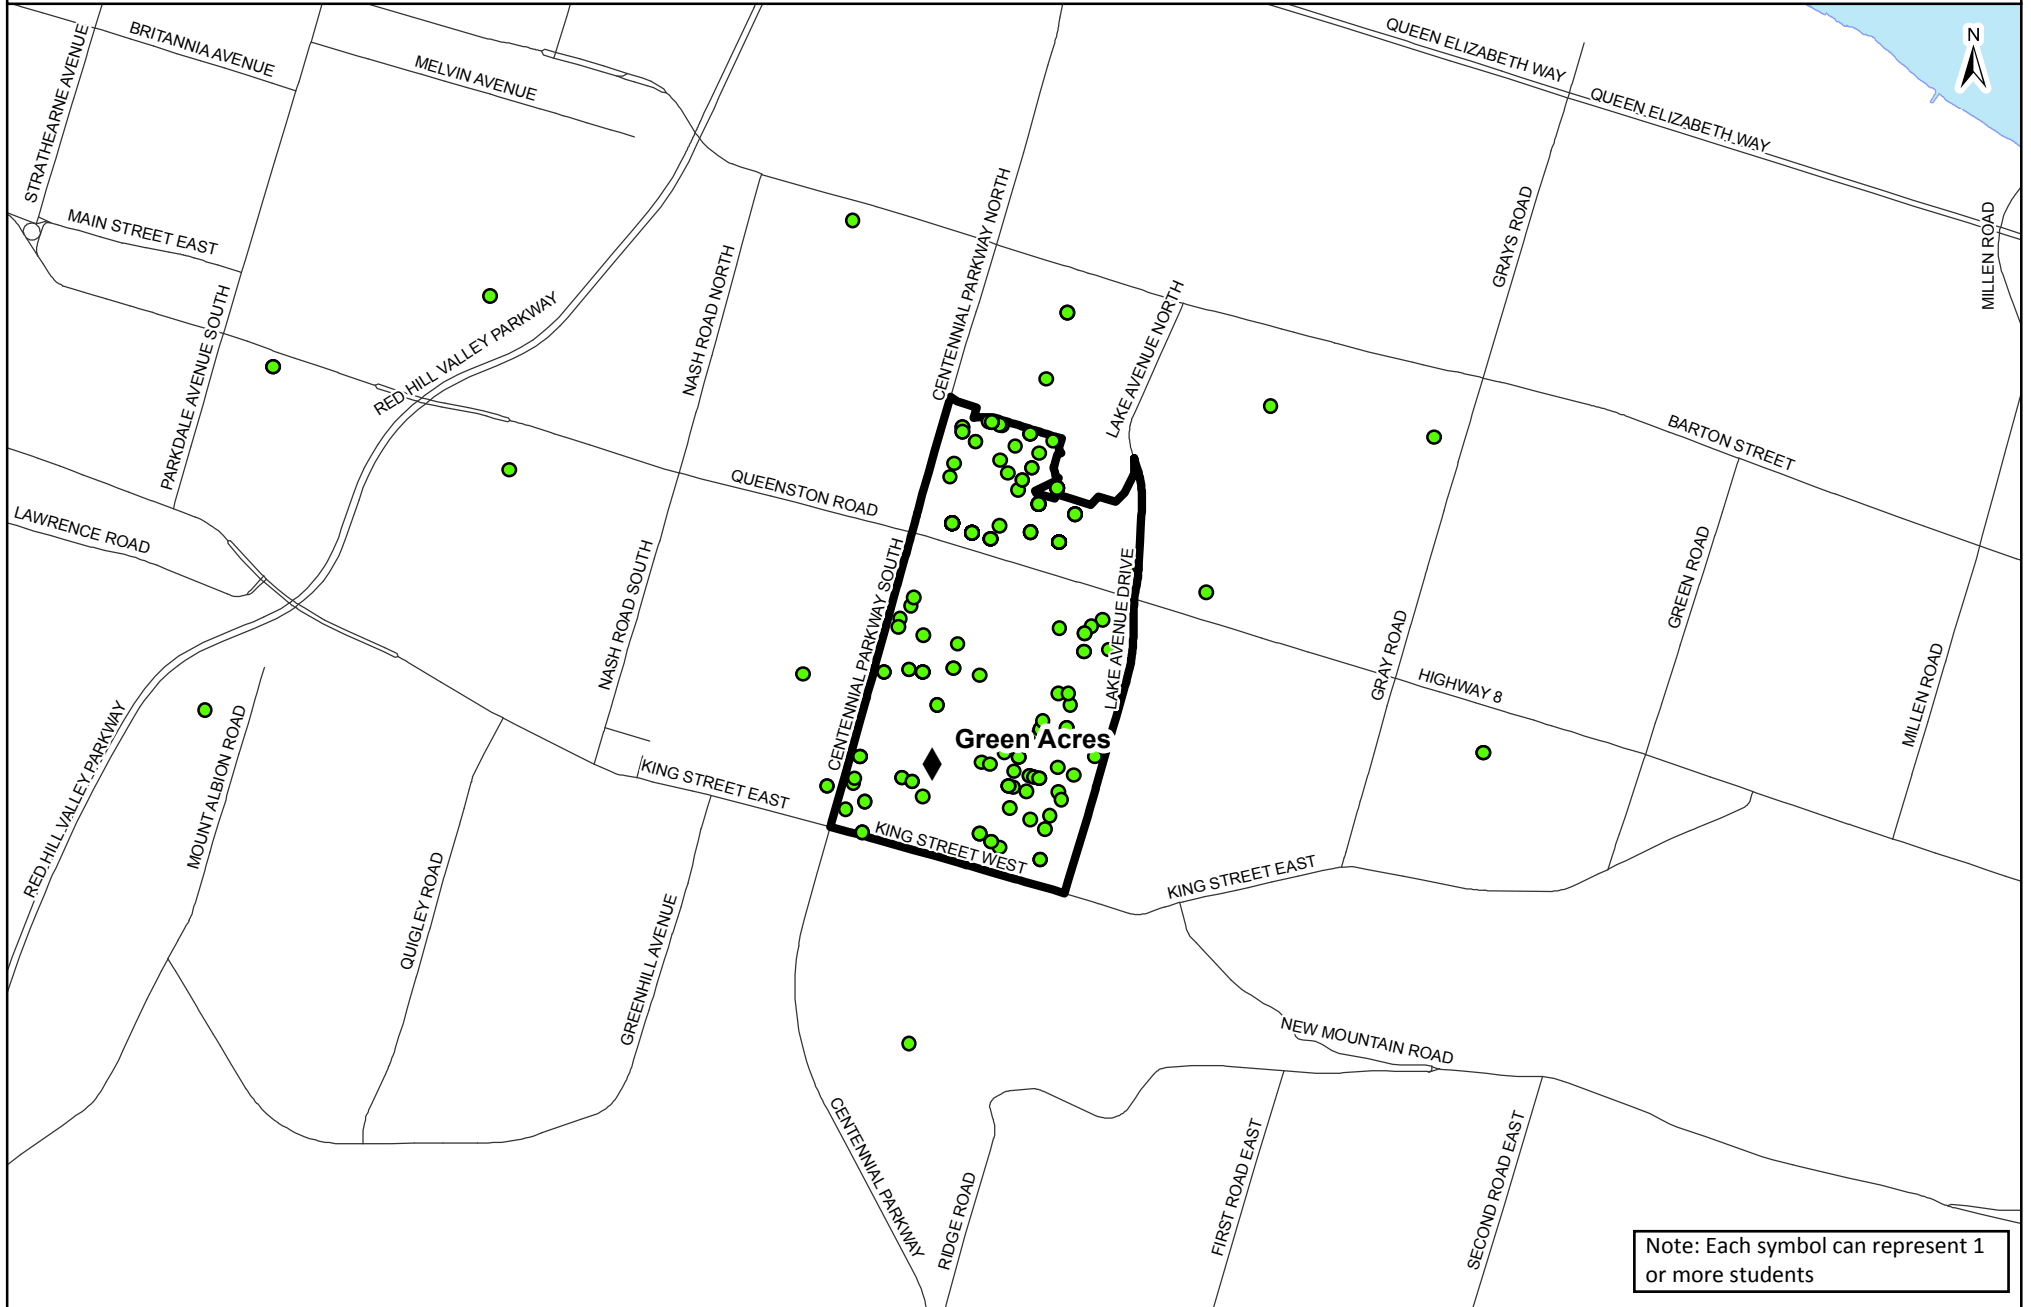 BRITANNIA AVENUE
MELVIN AVENUE
QUEEN ELIZABETH WAY
QUEEN ELIZABETH WAY
N
STRATHEARNE AVENUE
MAIN STREET EAST
CENTENNIAL PARKWAY NORTH
GRAYS ROAD
MILLEN ROAD
NASH ROAD NORTH
PARKDALE AVENUE SOUTH
RED HILL VALLEY PARKWAY
LAKE AVENUE NORTH
BARTON STREET
QUEENSTON ROAD
LAWRENCE ROAD
NASH ROAD SOUTH
CENTENNIAL PARKWAY SOUTH
LAKE AVENUE DRIVE
GREEN ROAD
GRAY ROAD
HIGHWAY 8
MILLEN ROAD
RED HILL VALLEY PARKWAY
MOUNT ALBION ROAD
Green Acres
KING STREET EAST
KING STREET WEST
KING STREET EAST
QUIGLEY ROAD
GREENHILL AVENUE
NEW MOUNTAIN ROAD
CENTENNIAL PARKWAY
RIDGE ROAD
FIRST ROAD EAST
SECOND ROAD EAST
Note: Each symbol can represent 1
or more students